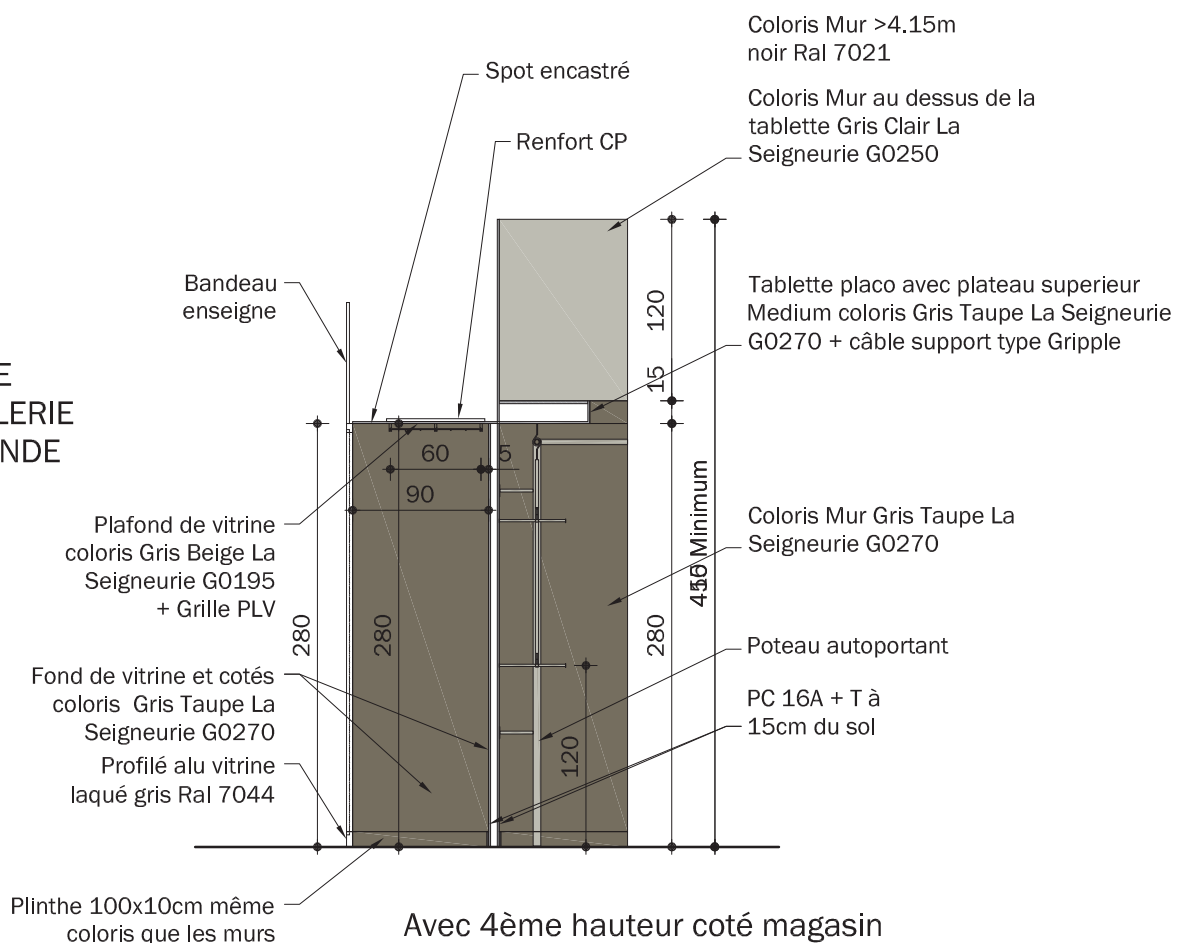 Coloris Mur >4.15m
noir Ral 7021
Coloris Mur au dessus de la
tablette Gris Clair La
Seigneurie G0250
Spot encastré
Renfort CP
Bandeau
enseigne
Tablette placo avec plateau superieur
Medium coloris Gris Taupe La Seigneurie
G0270 + câble support type Gripple
E
LERIE
NDE
120
15
60
5
90
Plafond de vitrine
coloris Gris Beige La
Seigneurie G0195
+ Grille PLV
Coloris Mur Gris Taupe La
Seigneurie G0270
Minimum
280
280
280
Fond de vitrine et cotés
coloris Gris Taupe La
Seigneurie G0270
Poteau autoportant
PC 16A + T à
15cm du sol
120
Profilé alu vitrine
laqué gris Ral 7044
Plinthe 100x10cm même
coloris que les murs
Avec 4ème hauteur coté magasin